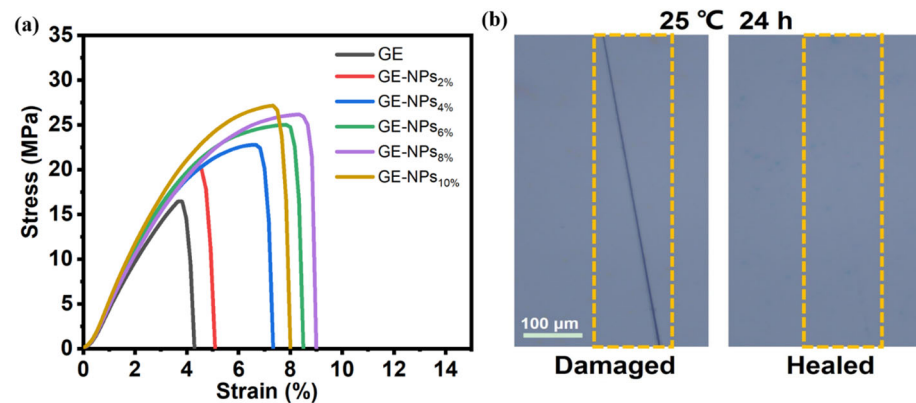 (a)
35
30
25
20
15
10
5
0
Stress (MPa)
0 2 4 6 8 10 12 14
Strain (%)
GE
GE-NPs2%
GE-NPs4%
GE-NPs6%
GE-NPs8%
GE-NPs10%
(b)
25 ℃ 24 h
100 µm
Damaged Healed